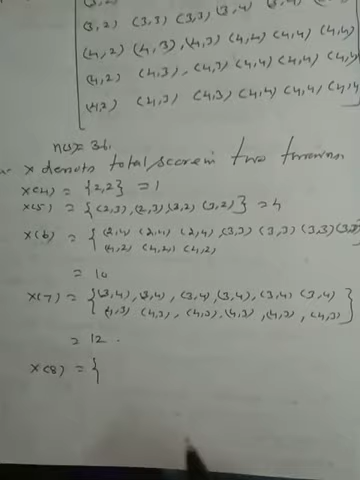 (3,2) (3,3) (3,3) (3,4)
(4,2) (4,3), (4,3) (4,4) (4,4) (4,4)
(4,2) (4,3), (4,3) (4,4) (4,4) (4,4
(4,2) (4,3) (4,3) (4,4) (4,4) (4,4
n(s) = 36.
x denots total score in two
x(4) = {2,2} = 1
x(5) = {(2,3), (2,3), (3,2) (3,2)} = 4
x(6) = {(2,4) (2,4) (2,4), (3,3) (3,3) (3,3) (3,3)
(4,2) (4,2) (4,2)
= 10
x(7) = {(3,4), (3,4), (3,4), (3,4), (3,4) (3,4)
(4,3) (4,3), (4,3), (4,3), (4,3), (4,3)}
= 12.
x(8) = {